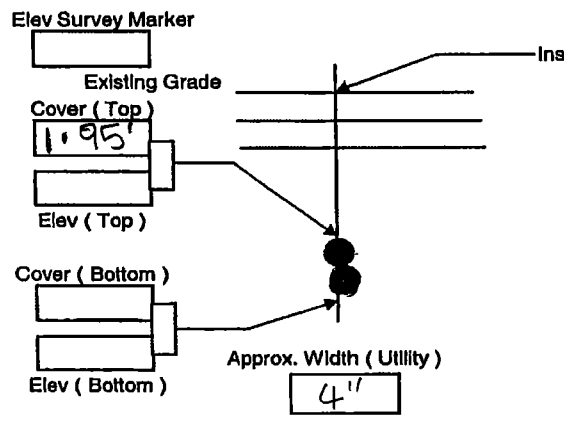 Elev Survey Marker
Ins
Existing Grade
Cover ( Top )
1.95'
Elev ( Top )
Cover ( Bottom )
Approx. Width ( Utility )
Elev ( Bottom )
4"